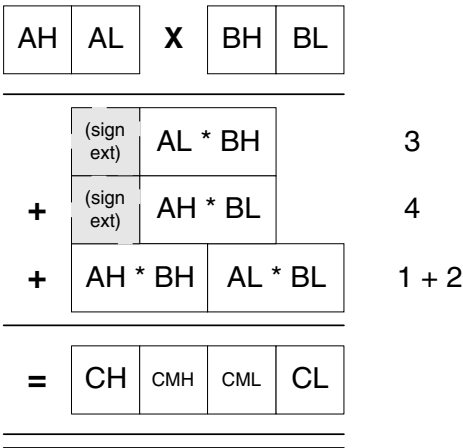 AH AL X BH BL
(sign ext) AL * BH 3
+ (sign ext) AH * BL 4
+ AH * BH AL * BL 1 + 2
= CH CMH CML CL